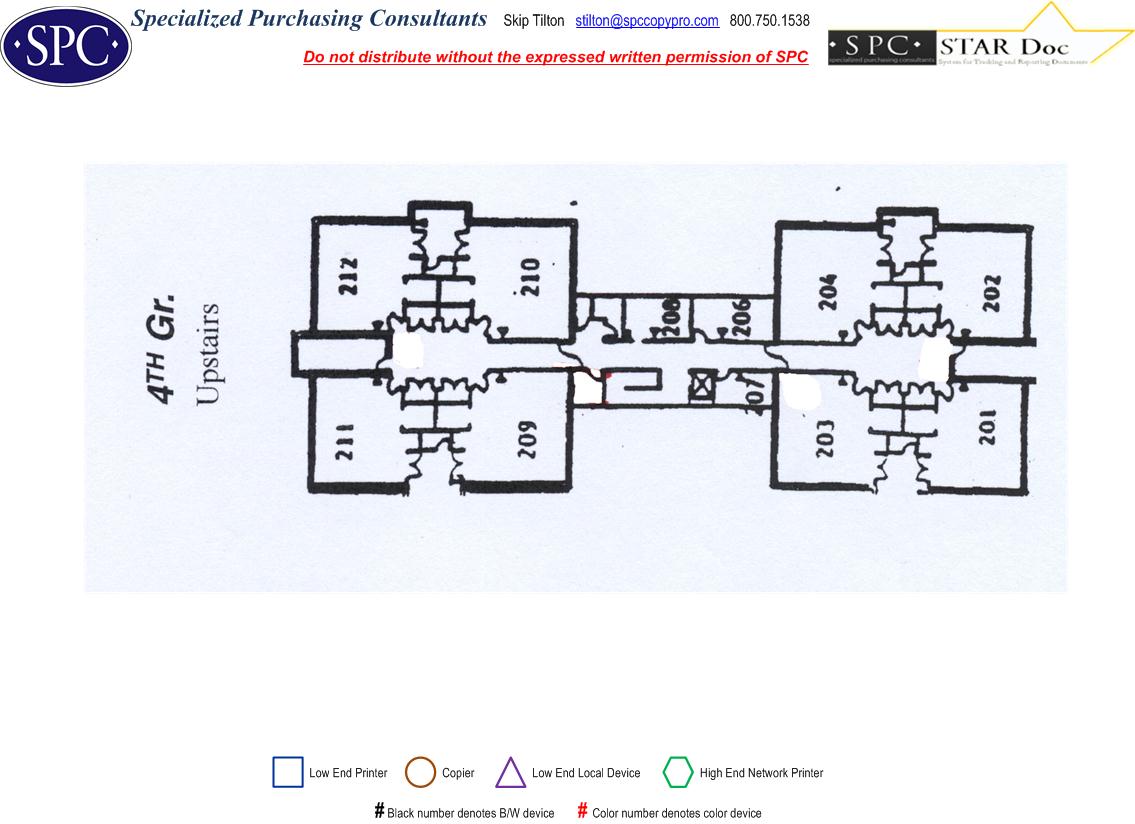 Specialized Purchasing Consultants Skip Tilton stilton@spccopypro.com 800.750.1538
Do not distribute without the expressed written permission of SPC
·SPC·
·SPC· STAR Doc
specialized purchasing consultants System for Tracking and Reporting Documents
4TH Gr.
Upstairs
212
210
204
202
208
206
207
211
209
203
201
Low End Printer Copier Low End Local Device High End Network Printer
# Black number denotes B/W device # Color number denotes color device